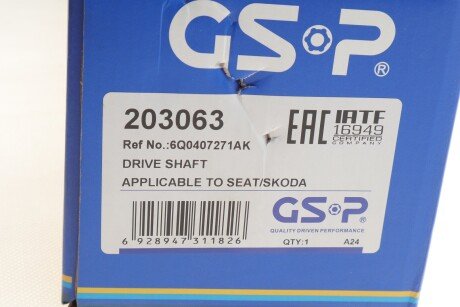 GSP®
203063
Ref No.:6Q0407271AK
DRIVE SHAFT
APPLICABLE TO SEAT/SKODA
EAC
IATF
16949
CERTIFIED
COMPANY
6 928947 311826
GSP
QUALITY DRIVEN PERFORMANCE
QTY:1 A24